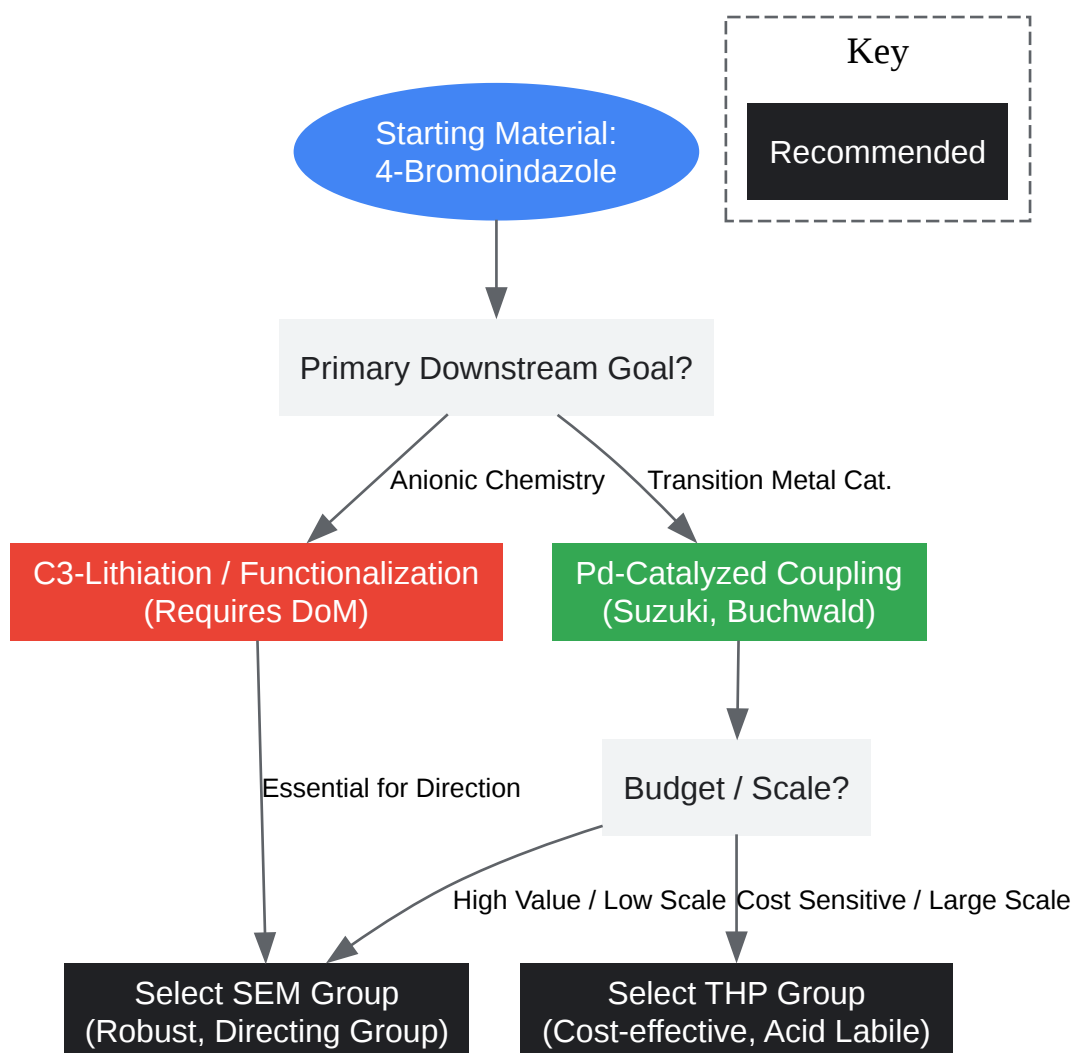 Key
Recommended
Starting Material:
4-Bromoindazole
Primary Downstream Goal?
Anionic Chemistry
Transition Metal Cat.
C3-Lithiation / Functionalization
(Requires DoM)
Pd-Catalyzed Coupling
(Suzuki, Buchwald)
Essential for Direction
Budget / Scale?
High Value / Low Scale
Cost Sensitive / Large Scale
Select SEM Group
(Robust, Directing Group)
Select THP Group
(Cost-effective, Acid Labile)